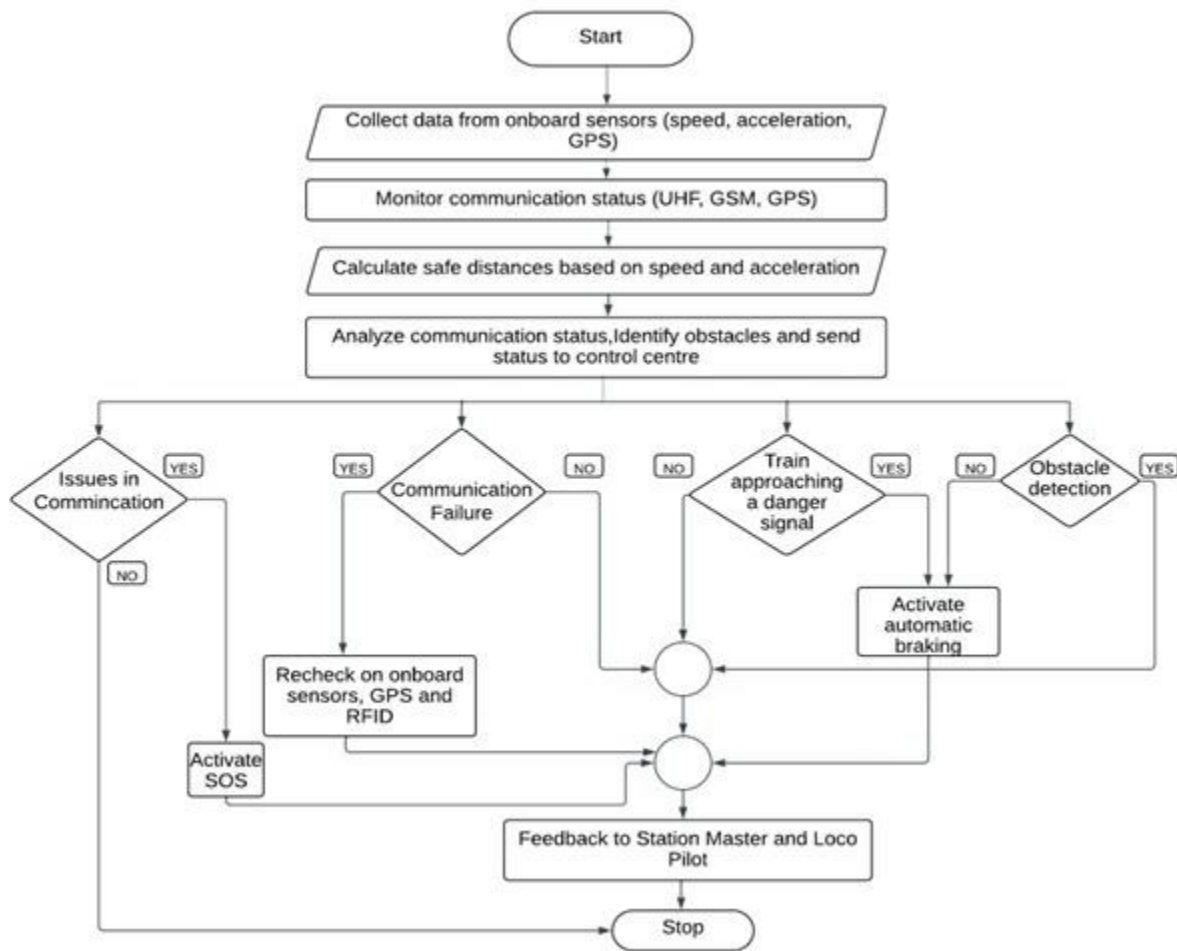 Start
Collect data from onboard sensors (speed, acceleration,
GPS)
Monitor communication status (UHF, GSM, GPS)
Calculate safe distances based on speed and acceleration
Analyze communication status,Identify obstacles and send
status to control centre
Issues in
Commincation
YES
NO
YES
Communication
Failure
NO
NO
Train
approaching
a danger
signal
YES
NO
Obstacle
detection
YES
Activate
automatic
braking
Recheck on onboard
sensors, GPS and
RFID
Activate
SOS
Feedback to Station Master and Loco
Pilot
Stop